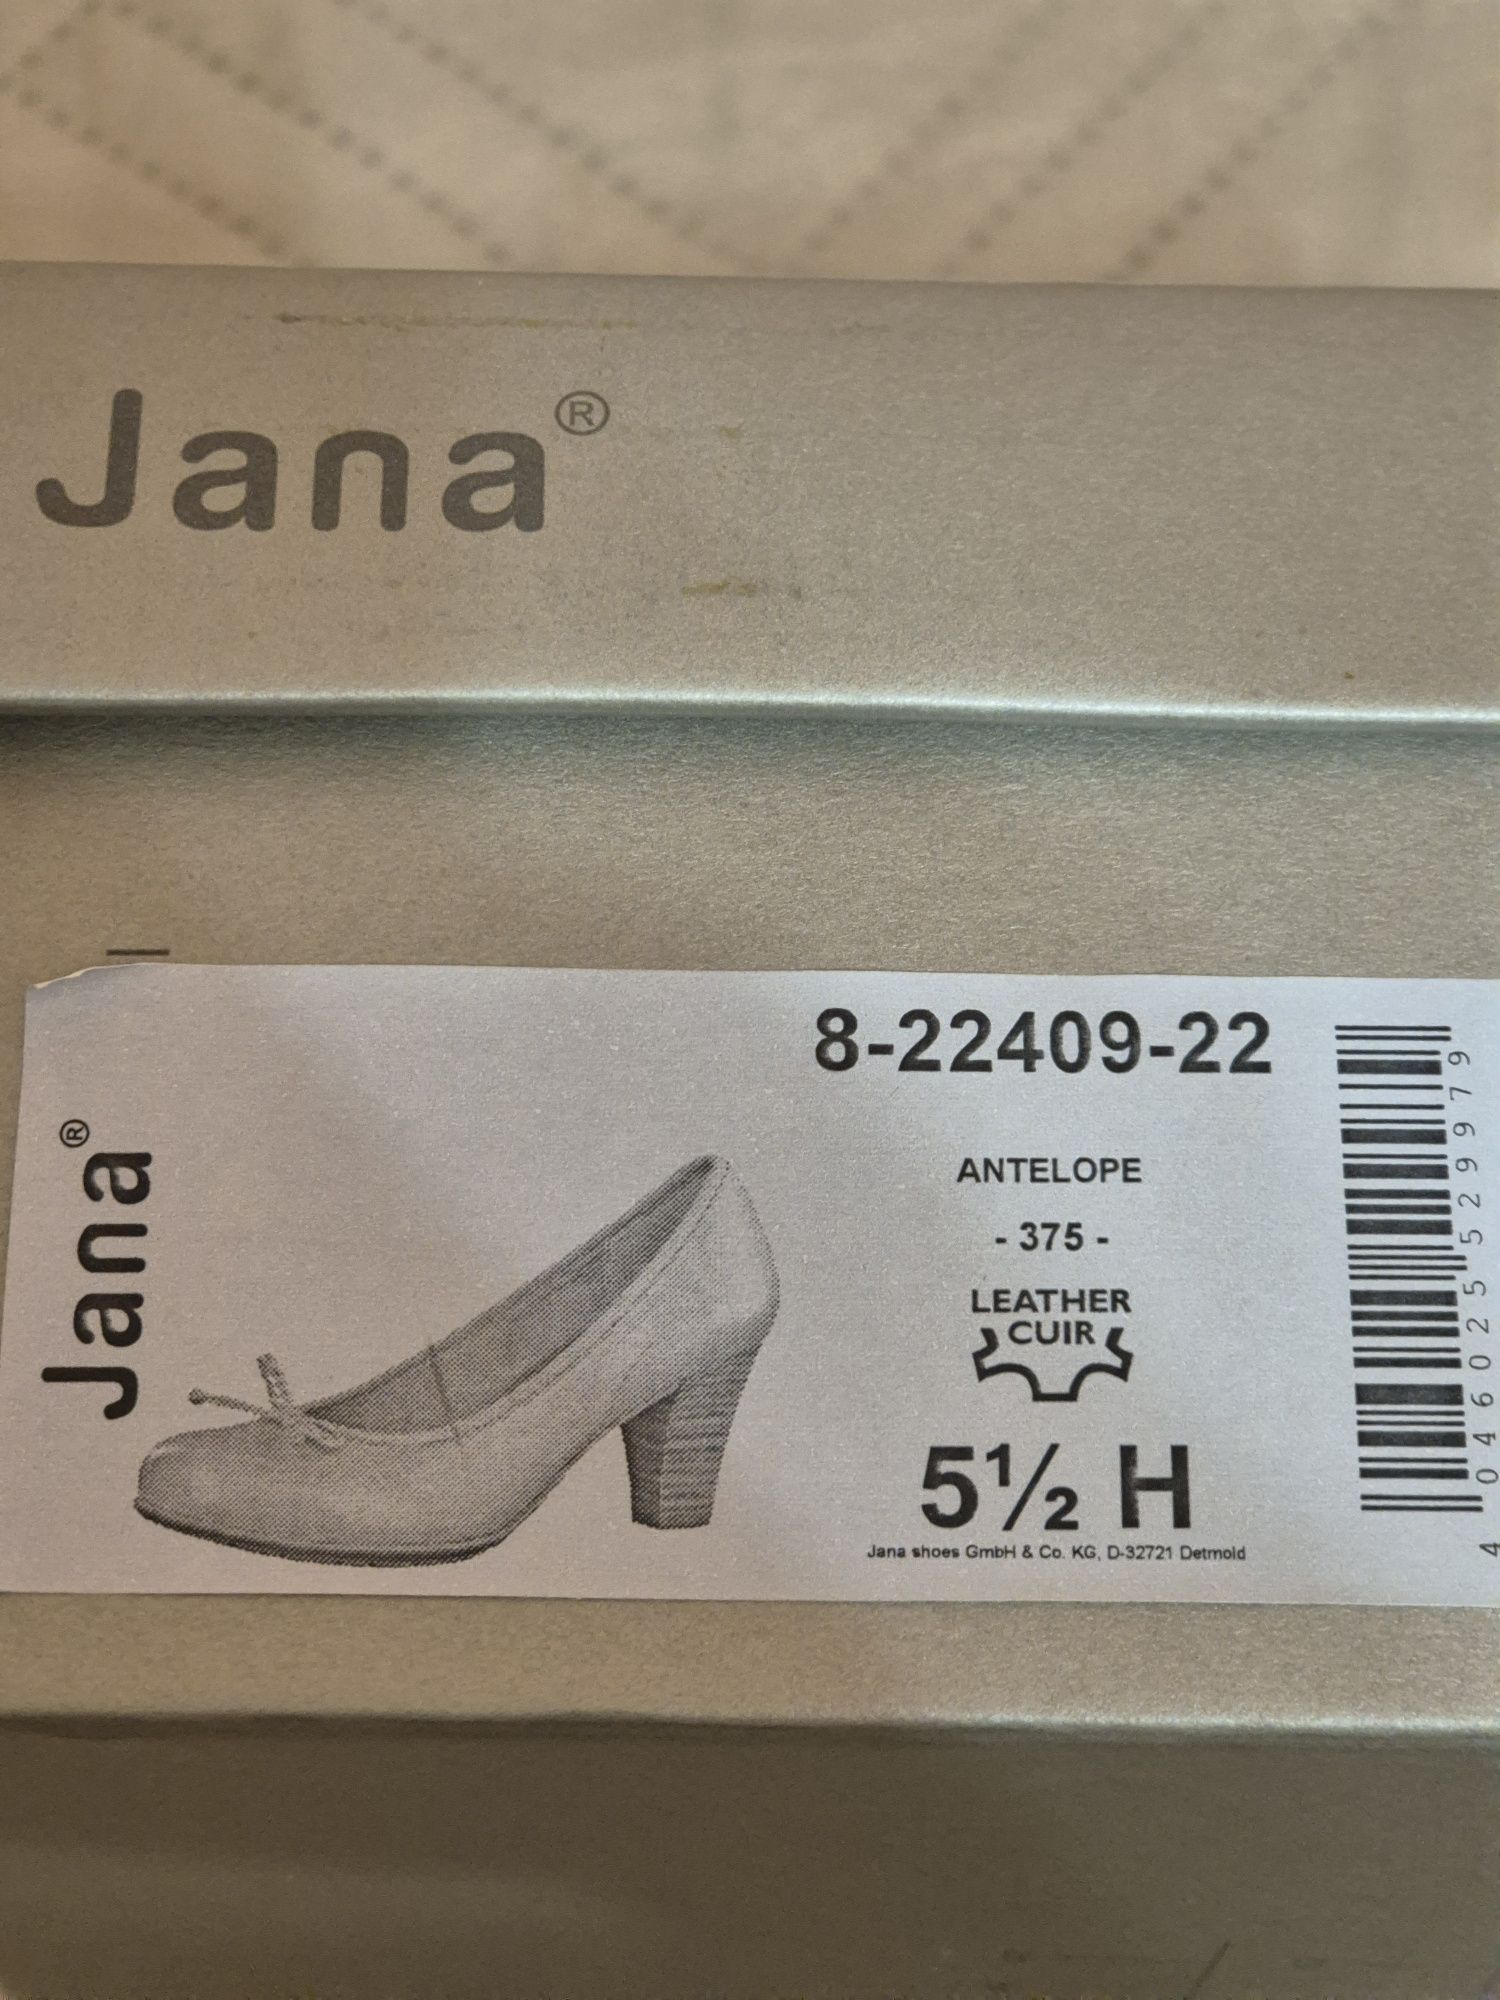 Jana®
Jana®
8-22409-22
ANTELOPE
- 375 -
LEATHER
CUIR
5½ H
Jana shoes GmbH & Co. KG, D-32721 Detmold
4 046025 529979